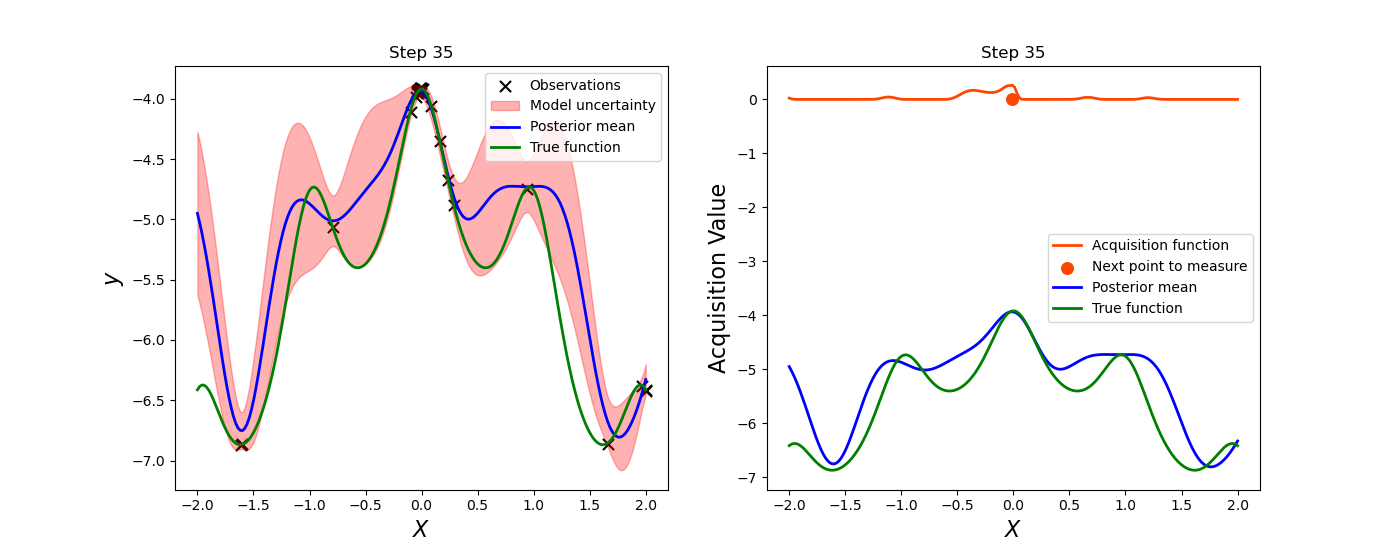 Step 35
−4.0
−4.5
−5.0
−5.5
−6.0
−6.5
−7.0
y
−2.0 −1.5 −1.0 −0.5 0.0 0.5 1.0 1.5 2.0
X
Observations
Model uncertainty
Posterior mean
True function
Step 35
0
−1
−2
−3
−4
−5
−6
−7
Acquisition Value
−2.0 −1.5 −1.0 −0.5 0.0 0.5 1.0 1.5 2.0
X
Acquisition function
Next point to measure
Posterior mean
True function